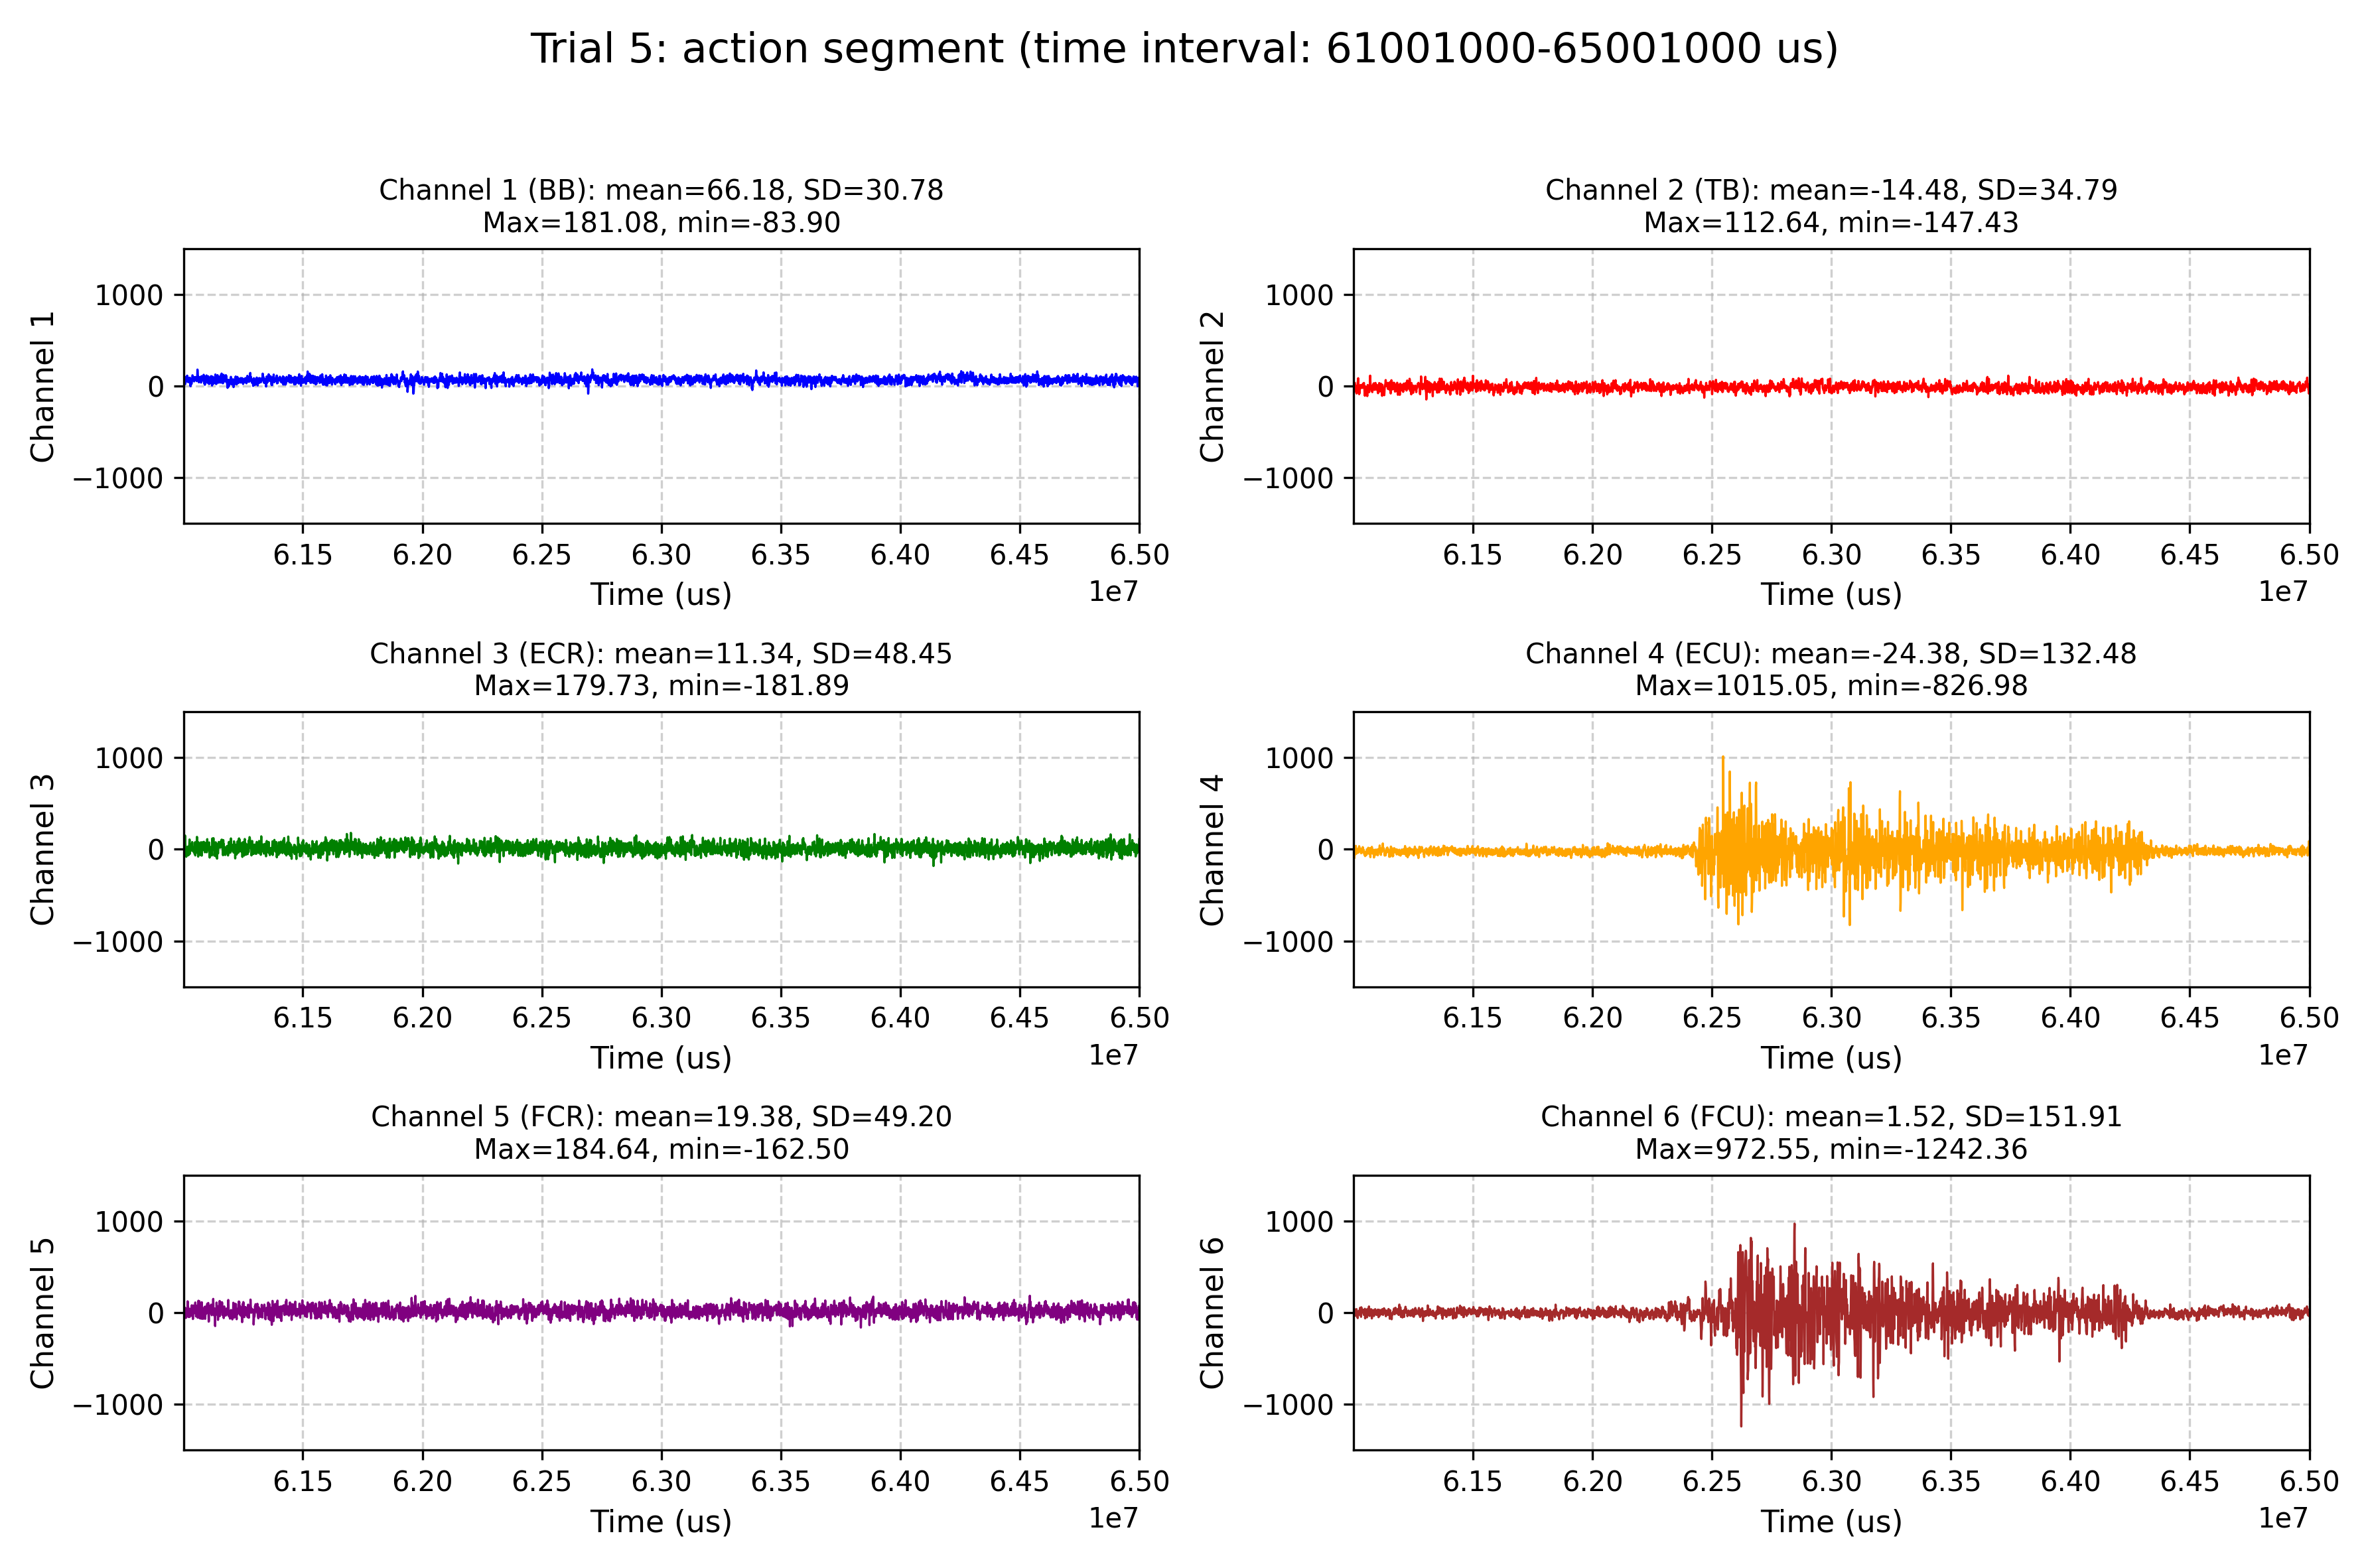 Trial 5: action segment (time interval: 61001000-65001000 us)
Channel 1 (BB): mean=66.18, SD=30.78
Max=181.08, min=-83.90
Channel 1
1000
0
−1000
6.15 6.20 6.25 6.30 6.35 6.40 6.45 6.50
1e7
Time (us)
Channel 2 (TB): mean=-14.48, SD=34.79
Max=112.64, min=-147.43
Channel 2
1000
0
−1000
6.15 6.20 6.25 6.30 6.35 6.40 6.45 6.50
1e7
Time (us)
Channel 3 (ECR): mean=11.34, SD=48.45
Max=179.73, min=-181.89
Channel 3
1000
0
−1000
6.15 6.20 6.25 6.30 6.35 6.40 6.45 6.50
1e7
Time (us)
Channel 4 (ECU): mean=-24.38, SD=132.48
Max=1015.05, min=-826.98
Channel 4
1000
0
−1000
6.15 6.20 6.25 6.30 6.35 6.40 6.45 6.50
1e7
Time (us)
Channel 5 (FCR): mean=19.38, SD=49.20
Max=184.64, min=-162.50
Channel 5
1000
0
−1000
6.15 6.20 6.25 6.30 6.35 6.40 6.45 6.50
1e7
Time (us)
Channel 6 (FCU): mean=1.52, SD=151.91
Max=972.55, min=-1242.36
Channel 6
1000
0
−1000
6.15 6.20 6.25 6.30 6.35 6.40 6.45 6.50
1e7
Time (us)